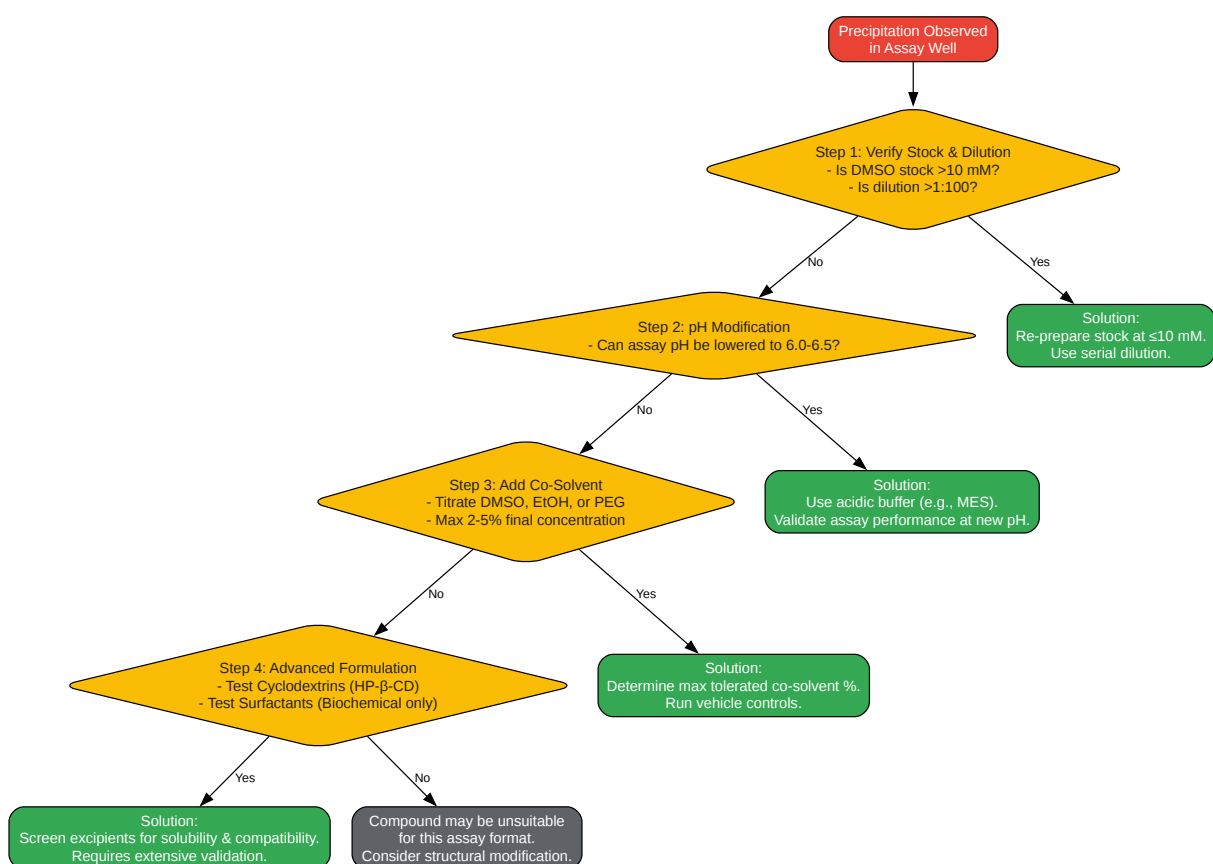 Precipitation Observed
in Assay Well
Step 1: Verify Stock & Dilution
- Is DMSO stock >10 mM?
- Is dilution >1:100?
No
Yes
Step 2: pH Modification
- Can assay pH be lowered to 6.0-6.5?
Solution:
Re-prepare stock at ≤10 mM.
Use serial dilution.
No
Yes
Step 3: Add Co-Solvent
- Titrate DMSO, EtOH, or PEG
- Max 2-5% final concentration
Solution:
Use acidic buffer (e.g., MES).
Validate assay performance at new pH.
No
Yes
Step 4: Advanced Formulation
- Test Cyclodextrins (HP-β-CD)
- Test Surfactants (Biochemical only)
Solution:
Determine max tolerated co-solvent %.
Run vehicle controls.
Yes
No
Solution:
Screen excipients for solubility & compatibility.
Requires extensive validation.
Compound may be unsuitable
for this assay format.
Consider structural modification.